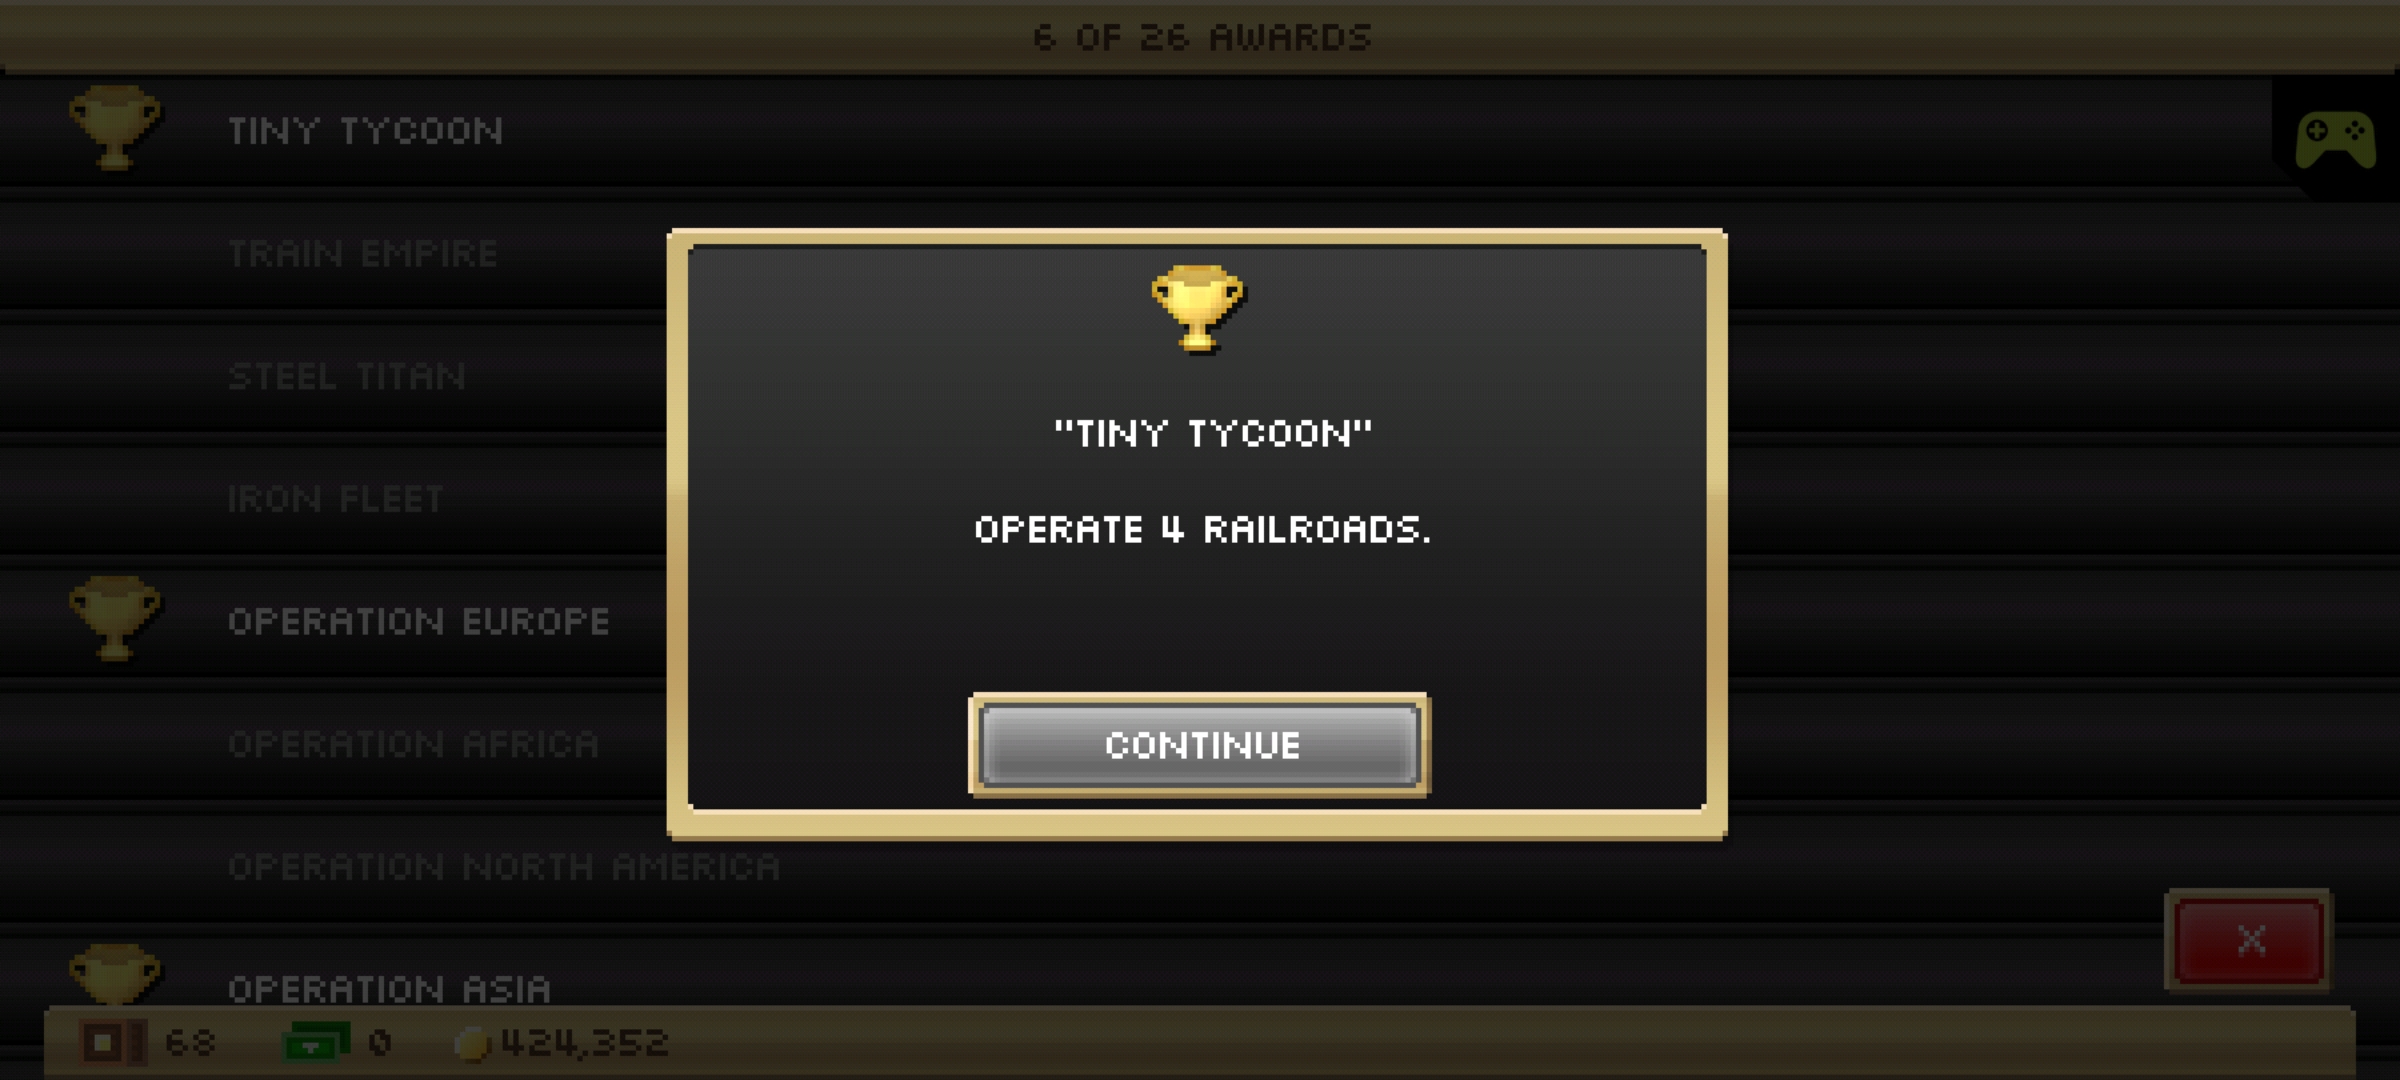 6 OF 26 AWARDS
TINY TYCOON
TRAIN EMPIRE
STEEL TITAN
IRON FLEET
OPERATION EUROPE
OPERATION AFRICA
OPERATION NORTH AMERICA
OPERATION ASIA
"TINY TYCOON"
OPERATE 4 RAILROADS.
CONTINUE
X
68 0 424,352